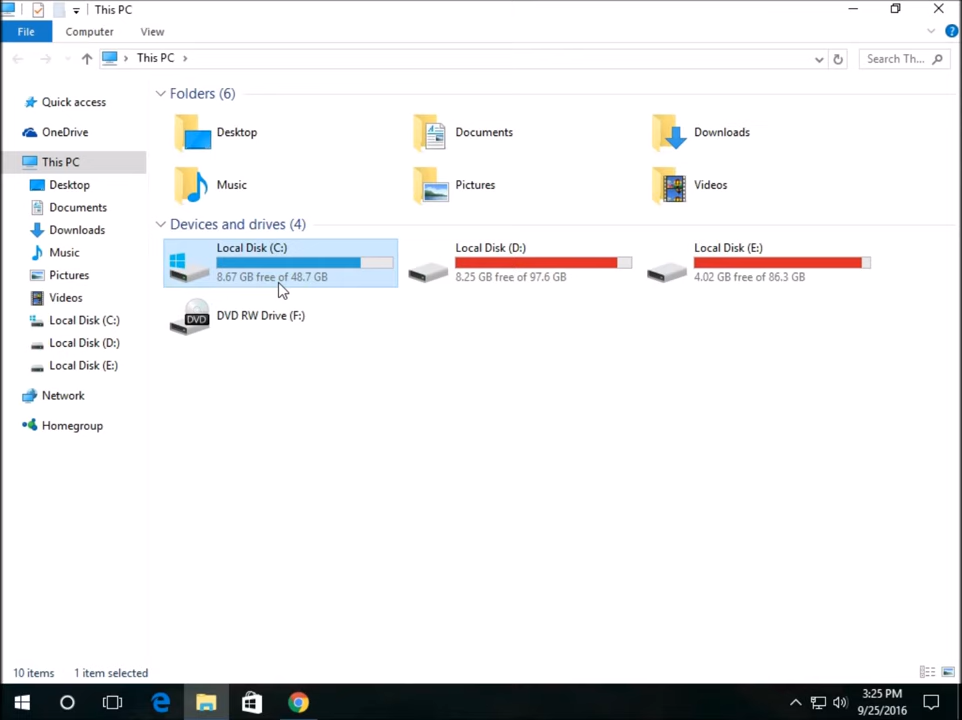 This PC
File Computer View
This PC
Search Th...
Quick access
OneDrive
This PC
Desktop
Documents
Downloads
Music
Pictures
Videos
Local Disk (C:)
Local Disk (D:)
Local Disk (E:)
Network
Homegroup
Folders (6)
Desktop
Documents
Downloads
Music
Pictures
Videos
Devices and drives (4)
Local Disk (C:)
8.67 GB free of 48.7 GB
Local Disk (D:)
8.25 GB free of 97.6 GB
Local Disk (E:)
4.02 GB free of 86.3 GB
DVD
DVD RW Drive (F:)
10 items 1 item selected
3:25 PM
9/25/2016